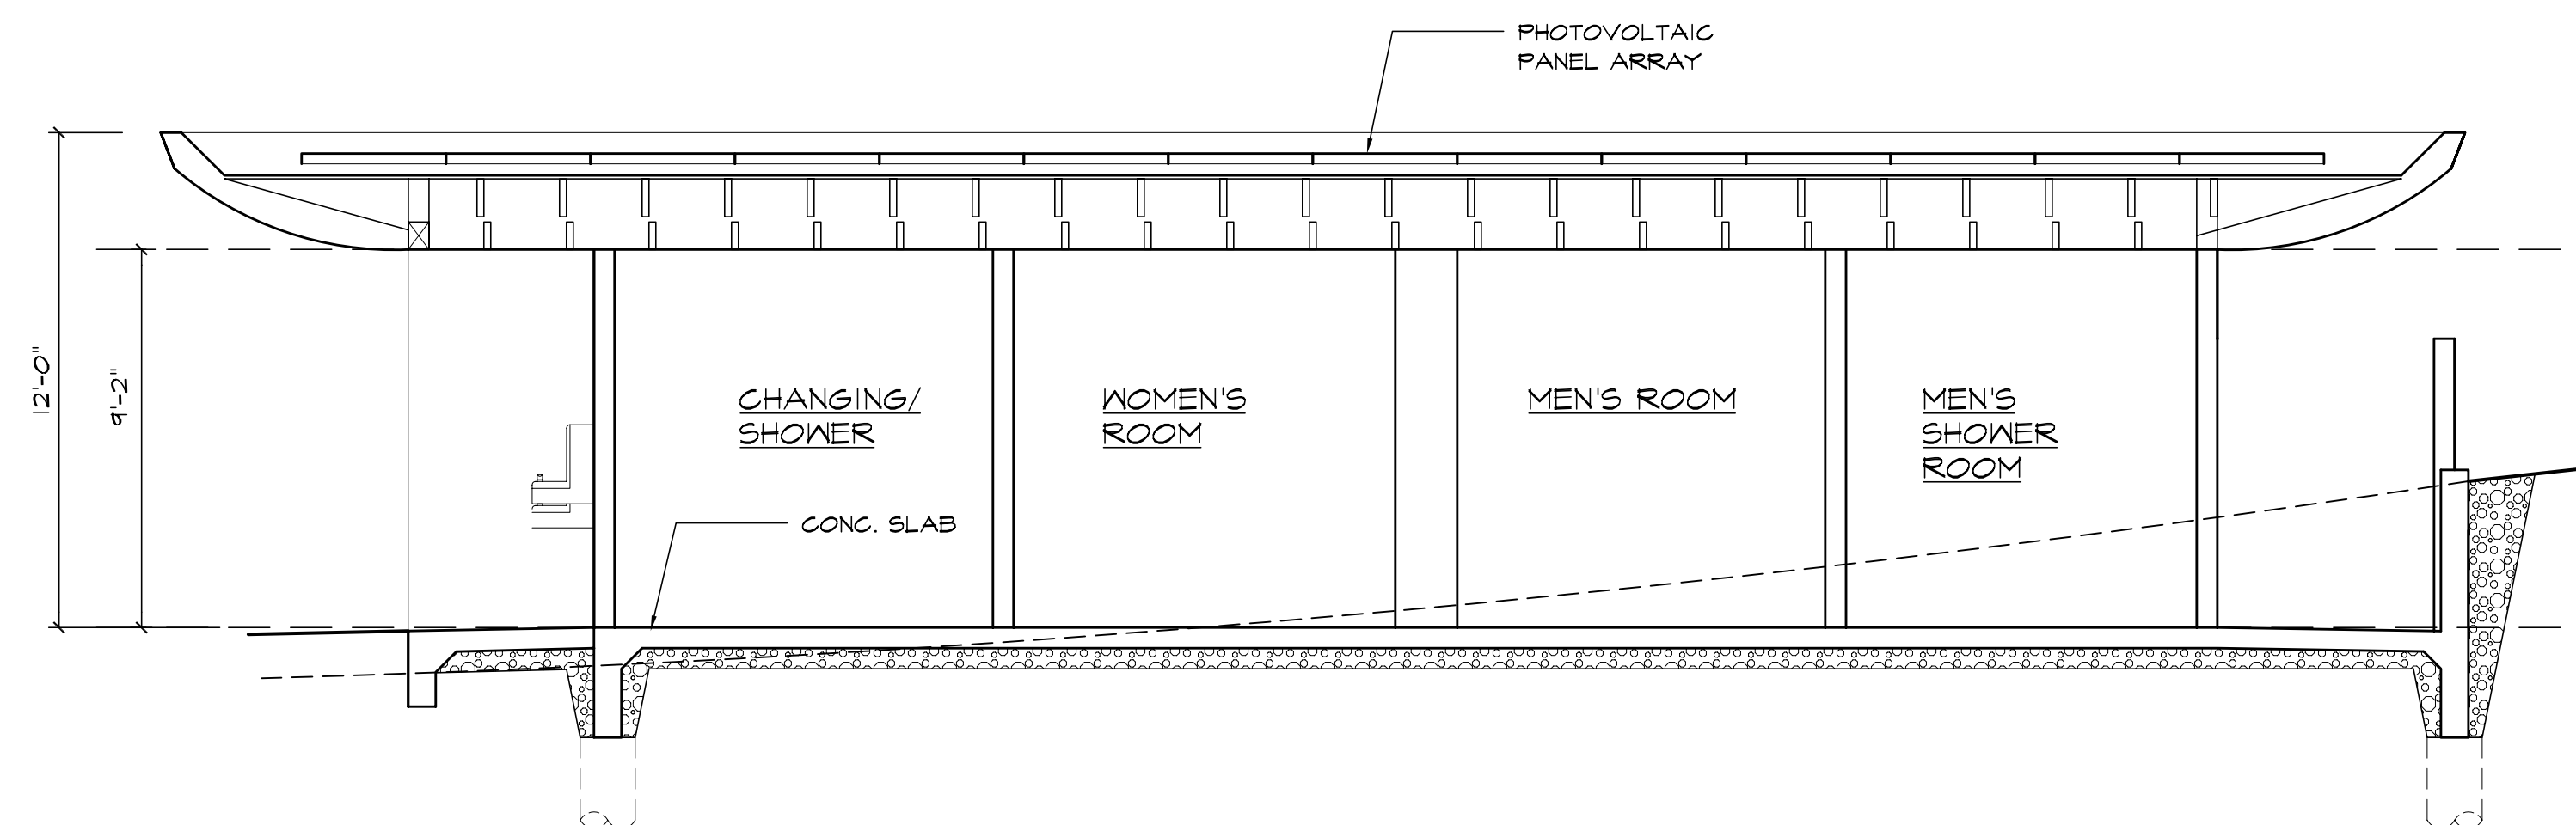 PHOTOVOLTAIC
PANEL ARRAY
12'-0"
9'-2"
CHANGING/
SHOWER
WOMEN'S
ROOM
MEN'S ROOM
MEN'S
SHOWER
ROOM
CONC. SLAB